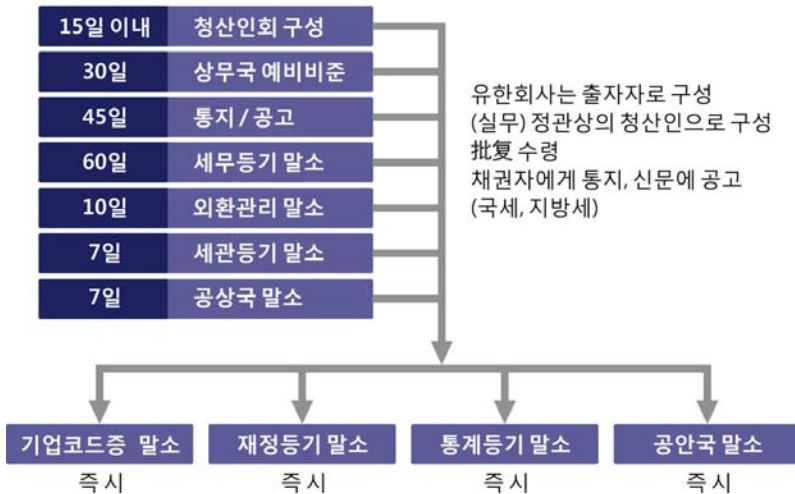 15일 이내 청산인회 구성
30일 상무국 예비비준
45일 통지 / 공고
60일 세무등기 말소
10일 외환관리 말소
7일 세관등기 말소
7일 공상국 말소
유한회사는 출자자로 구성
(실무) 정관상의 청산인으로 구성
批复 수령
채권자에게 통지, 신문에 공고
(국세, 지방세)
기업코드증 말소 재정등기 말소 통계등기 말소 공안국 말소
즉 시 즉 시 즉 시 즉 시